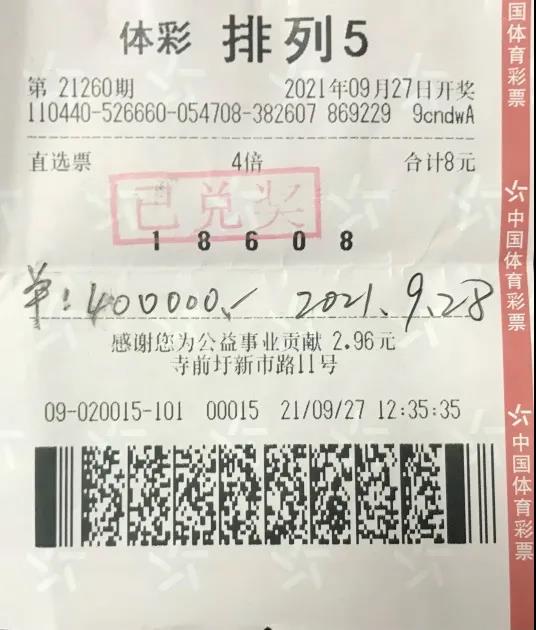 体彩 排列5
第 21260期 2021年09月27日开奖
110440-526660-054708-382607 869229 9cndwA
直选票 4倍 合计8元
已兑奖
1 8 6 0 8
单:400000. 2021.9.28
感谢您为公益事业贡献 2.96元
寺前圩新市路11号
09-020015-101 00015 21/09/27 12:35:35
国体育彩票
中国体育彩票
中国体育彩票